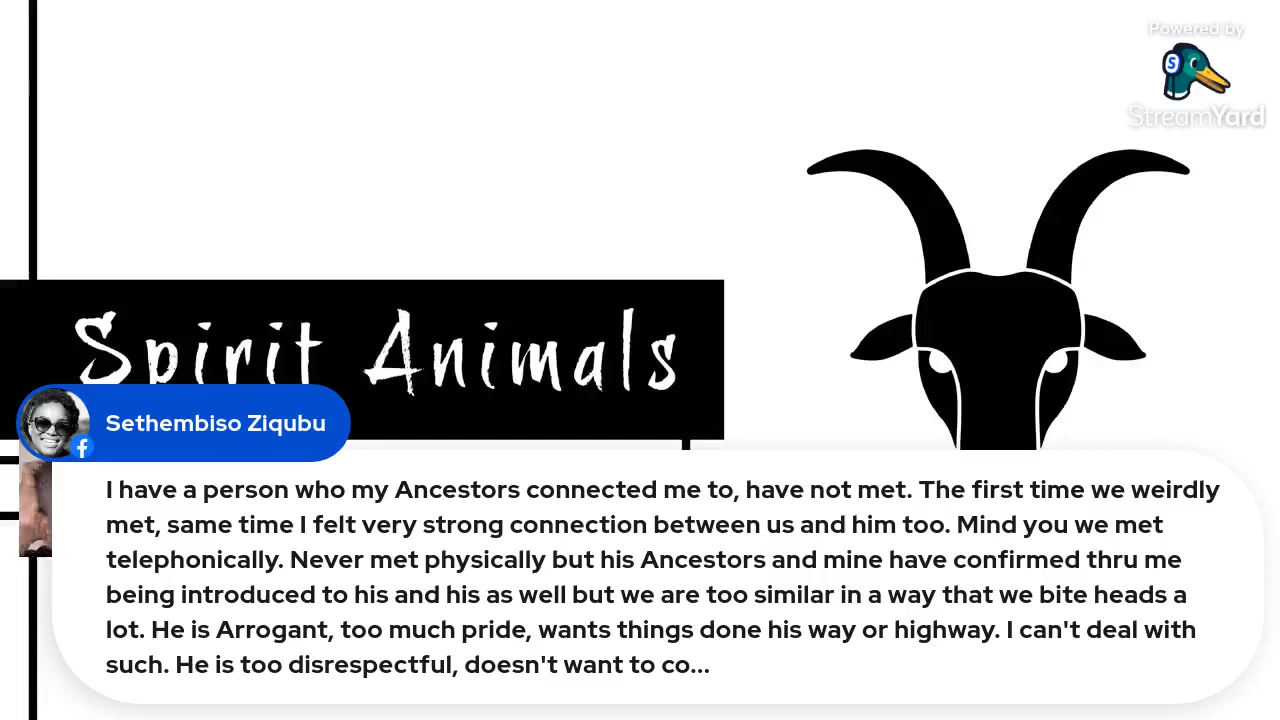 Powered by
S
StreamYard
Spirit Animals
Sethembiso Ziqubu
I have a person who my Ancestors connected me to, have not met. The first time we weirdly
met, same time I felt very strong connection between us and him too. Mind you we met
telephonically. Never met physically but his Ancestors and mine have confirmed thru me
being introduced to his and his as well but we are too similar in a way that we bite heads a
lot. He is Arrogant, too much pride, wants things done his way or highway. I can't deal with
such. He is too disrespectful, doesn't want to co...